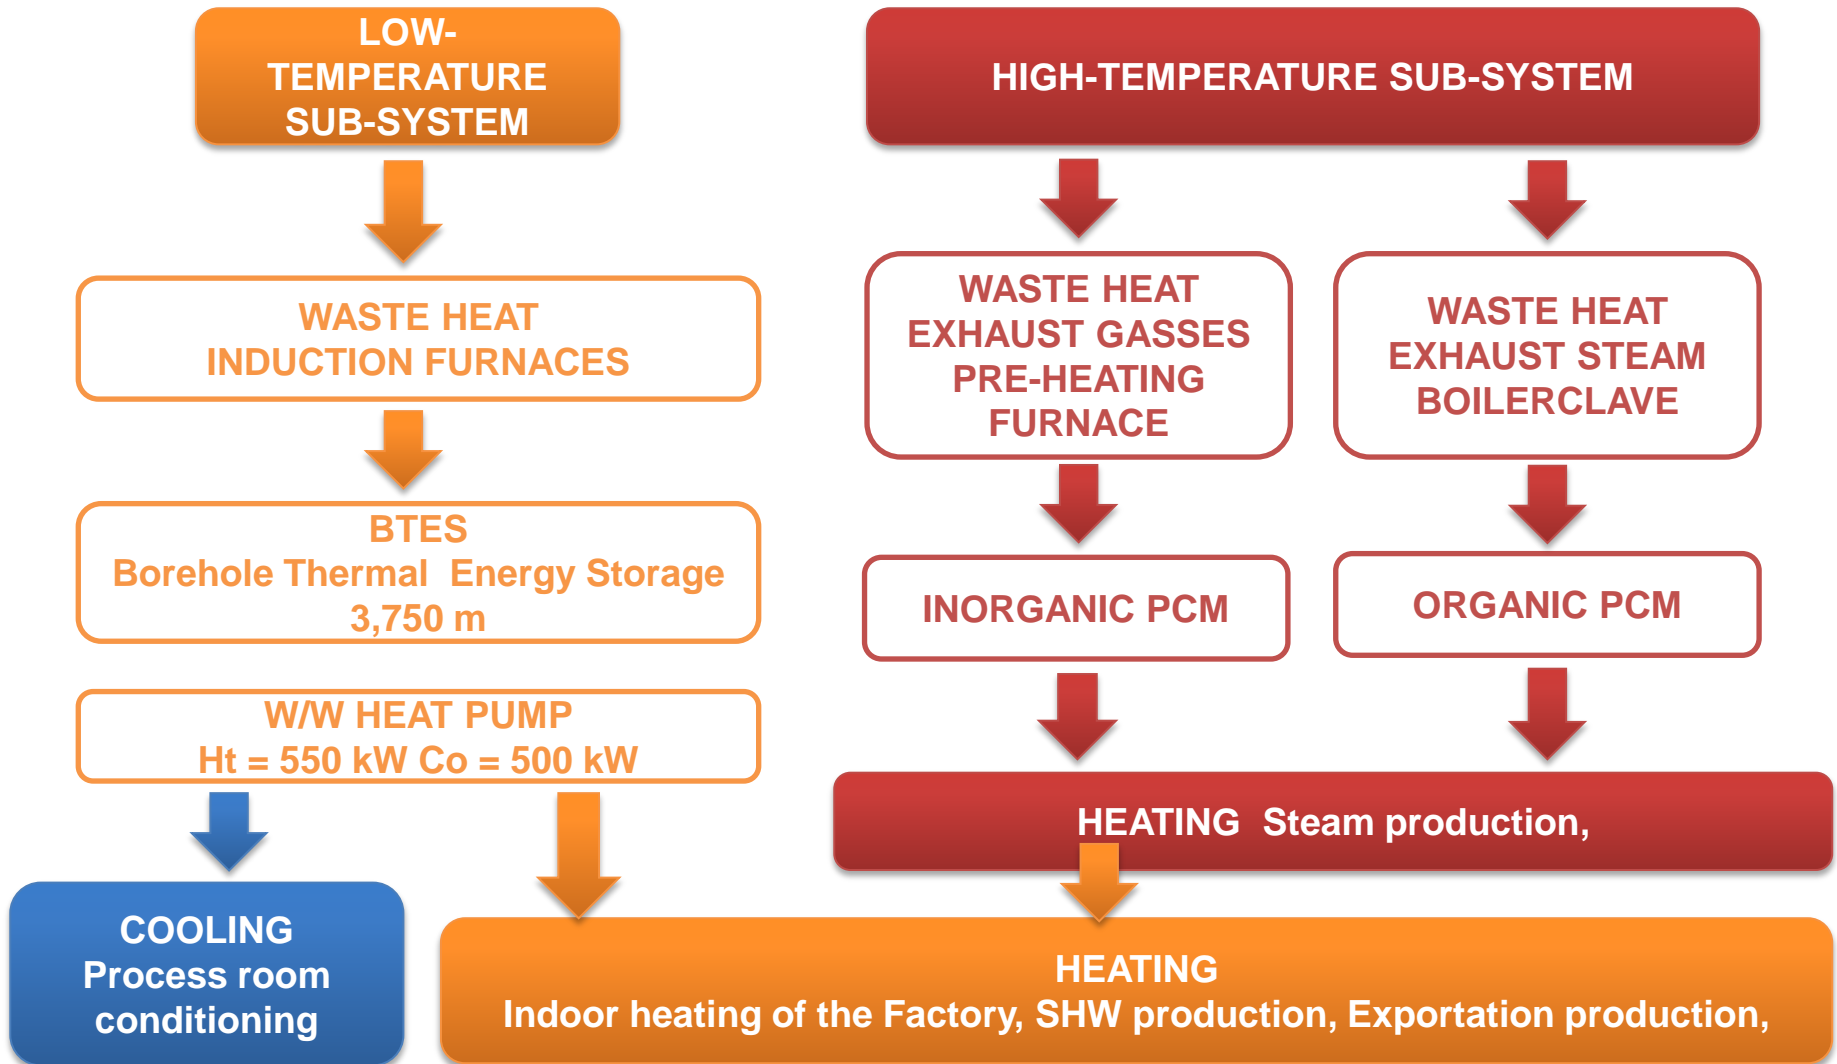 LOW-
TEMPERATURE
SUB-SYSTEM
HIGH-TEMPERATURE SUB-SYSTEM
WASTE HEAT
INDUCTION FURNACES
WASTE HEAT
EXHAUST GASSES
PRE-HEATING
FURNACE
WASTE HEAT
EXHAUST STEAM
BOILERCLAVE
BTES
Borehole Thermal  Energy Storage
3,750 m
INORGANIC PCM
ORGANIC PCM
W/W HEAT PUMP
Ht = 550 kW Co = 500 kW
HEATING  Steam production,
COOLING
Process room
conditioning
HEATING
Indoor heating of the Factory, SHW production, Exportation production,